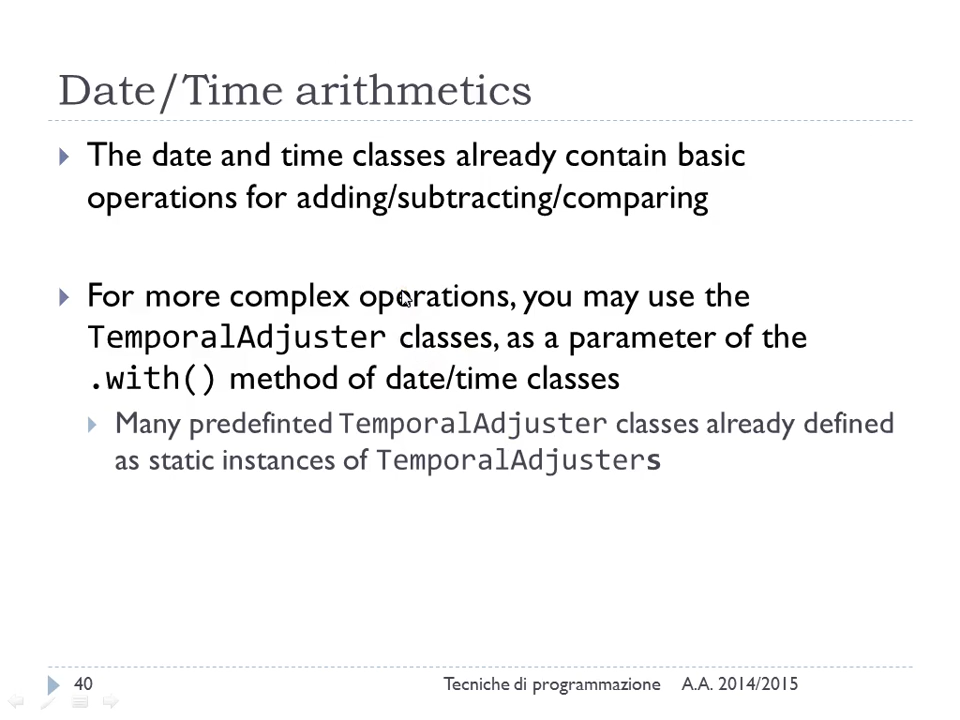 Date/Time arithmetics
The date and time classes already contain basic
operations for adding/subtracting/comparing
For more complex operations, you may use the
TemporalAdjuster classes, as a parameter of the
.with() method of date/time classes
Many predefinted TemporalAdjuster classes already defined
as static instances of TemporalAdjusters
40
Tecniche di programmazione A.A. 2014/2015